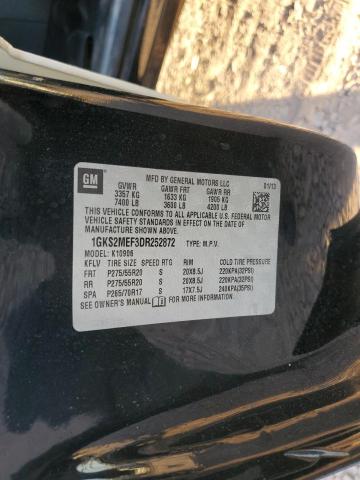 GM
MFD BY GENERAL MOTORS LLC 01/13
GVWR GAWR FRT GAWR RR
3357 KG 1633 KG 1905 KG
7400 LB 3600 LB 4200 LB
THIS VEHICLE CONFORMS TO ALL APPLICABLE U.S. FEDERAL MOTOR
VEHICLE SAFETY STANDARDS IN EFFECT ON THE DATE OF
MANUFACTURE SHOWN ABOVE.
1GKS2MEF3DR252872 TYPE: M.P.V.
MODEL: K10906
KFLV TIRE SIZE SPEED RTG RIM COLD TIRE PRESSURE
FRT P275/55R20 S 20X8.5J 220KPA(32PSI)
RR P275/55R20 S 20X8.5J 220KPA(32PSI)
SPA P265/70R17 S 17X7.5J 240KPA(35PSI)
SEE OWNER'S MANUAL FOR ADDITIONAL INFORMATION.